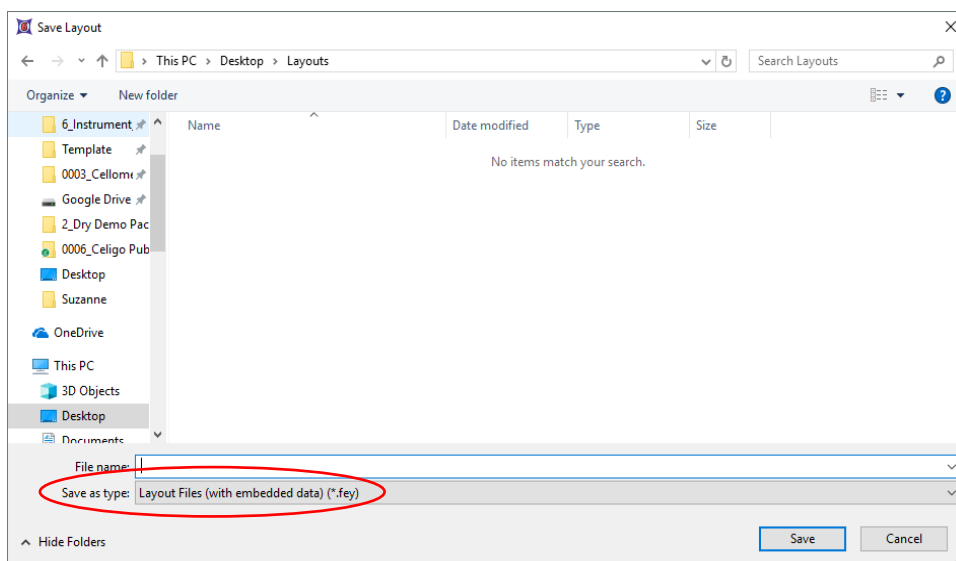 Save Layout
This PC > Desktop > Layouts
Search Layouts
Organize
New folder
6_Instrument
Template
0003_Cellome
Google Drive
2_Dry Demo Pac
0006_Celigo Pub
Desktop
Suzanne
OneDrive
This PC
3D Objects
Desktop
Documents
Name
Date modified
Type
Size
No items match your search.
File name:
Save as type: Layout Files (with embedded data) (*.fey)
Hide Folders
Save
Cancel